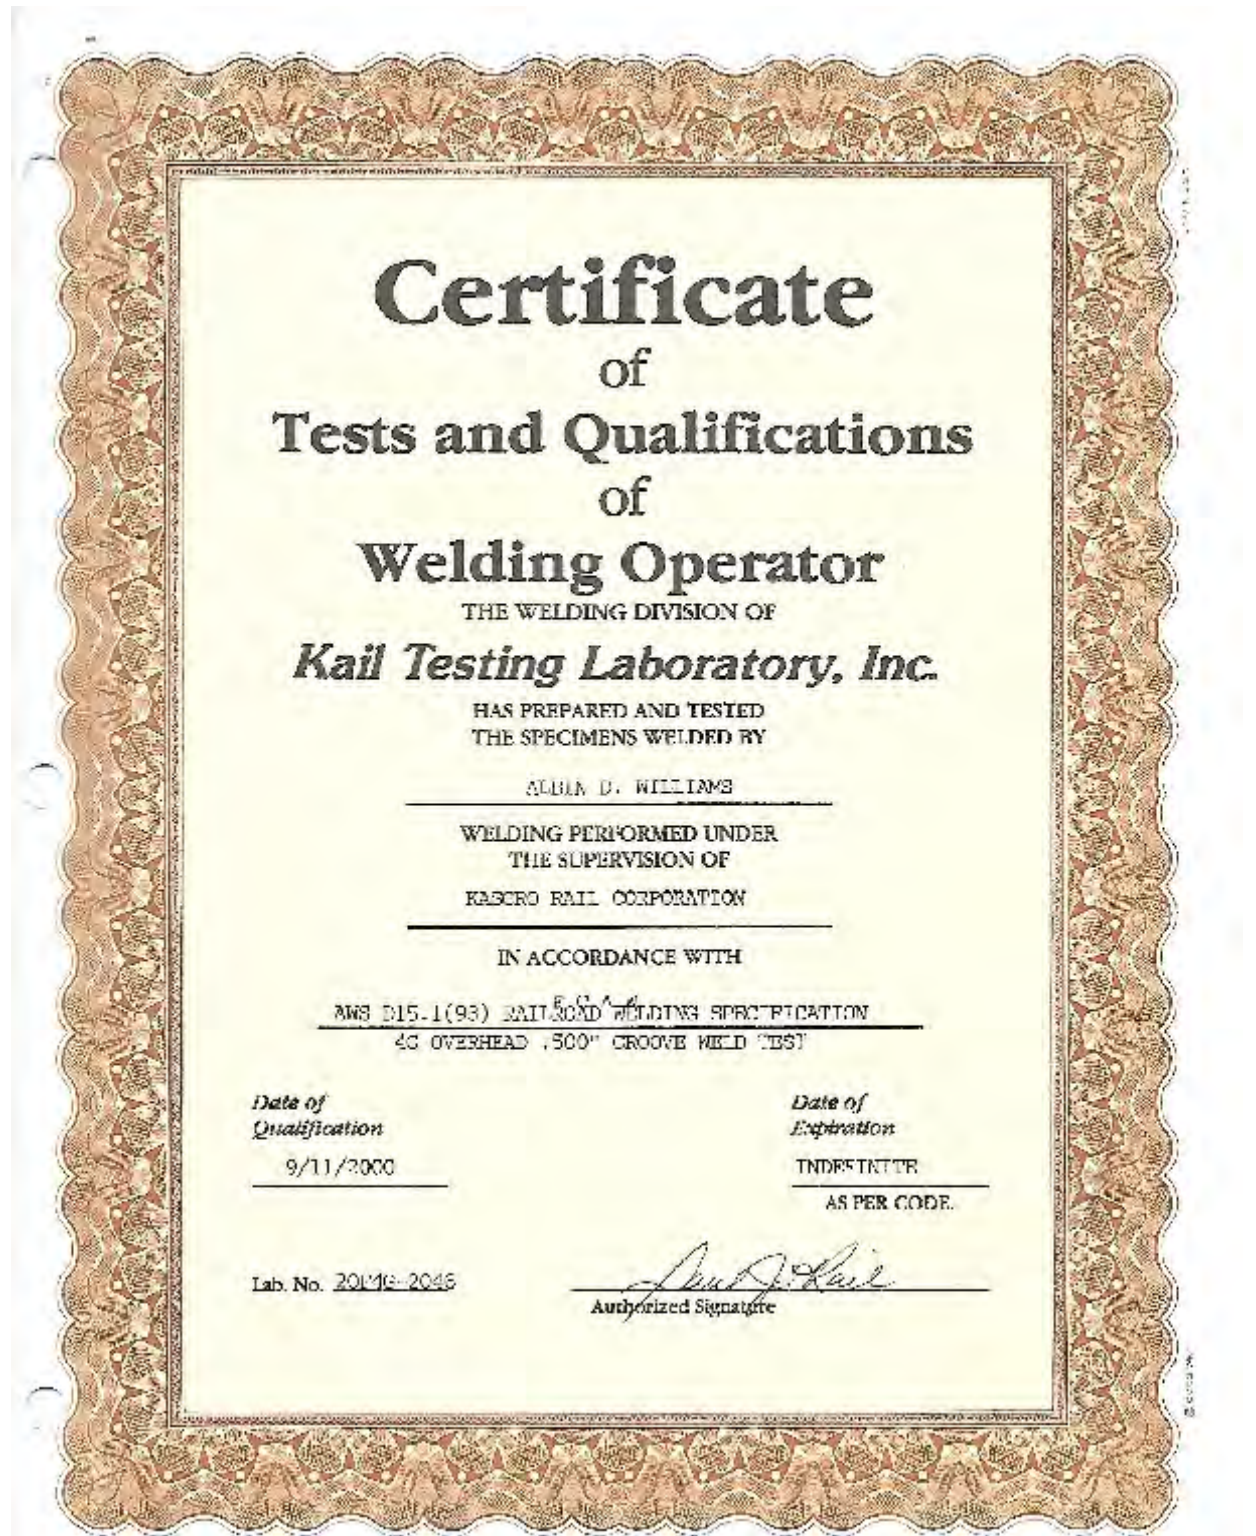 Certificate
of
Tests and Qualifications
of
Welding Operator
THE WELDING DIVISION OF
Kail Testing Laboratory, Inc.
HAS PREPARED AND TESTED
THE SPECIMENS WELDED BY
D. WILLIAMS
WELDING PERFORMED UNDER
THE SUPERVISION OF
RAIL CORPORATION
IN ACCORDANCE WITH
AWS D15.1(93) RAILROAD WELDING SPECIFICATION
4G OVERHEAD .500" GROOVE WELD TEST
Date of
Qualification
Date of
Expiration
9/11/2000
INDEFINITE
AS PER CODE.
Lab. No.
Authorized Signature